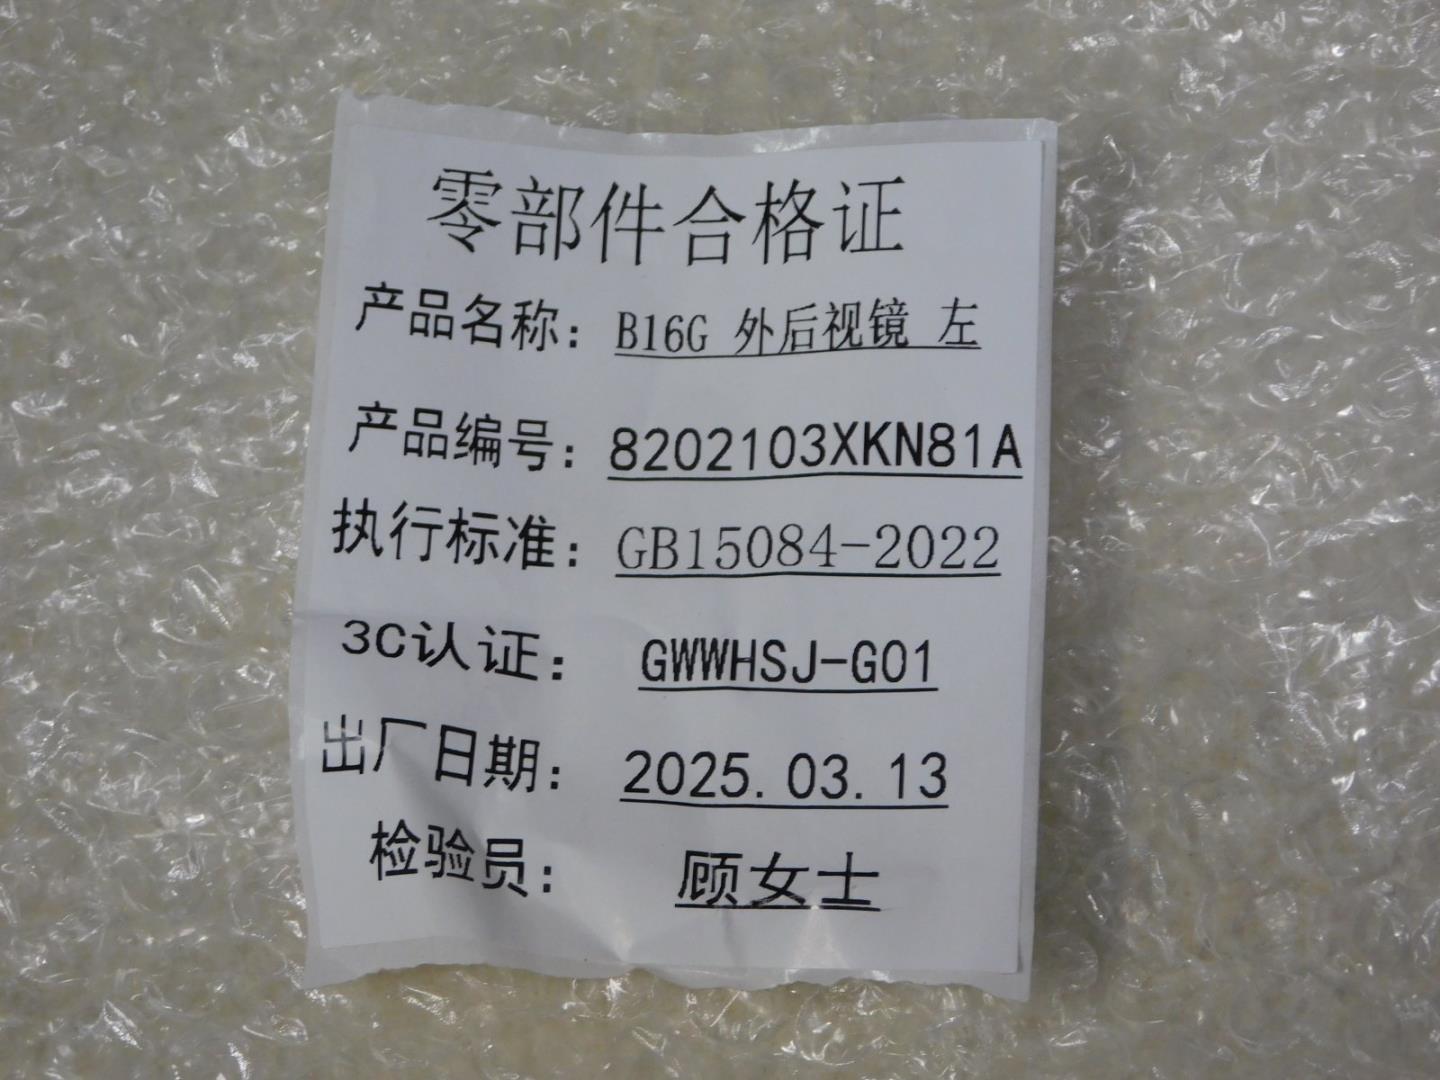 零部件合格证
产品名称： B16G 外后视镜 左
产品编号： 8202103XKN81A
执行标准： GB15084-2022
3C认证： GWWHSJ-G01
出厂日期： 2025.03.13
检验员： 顾女士